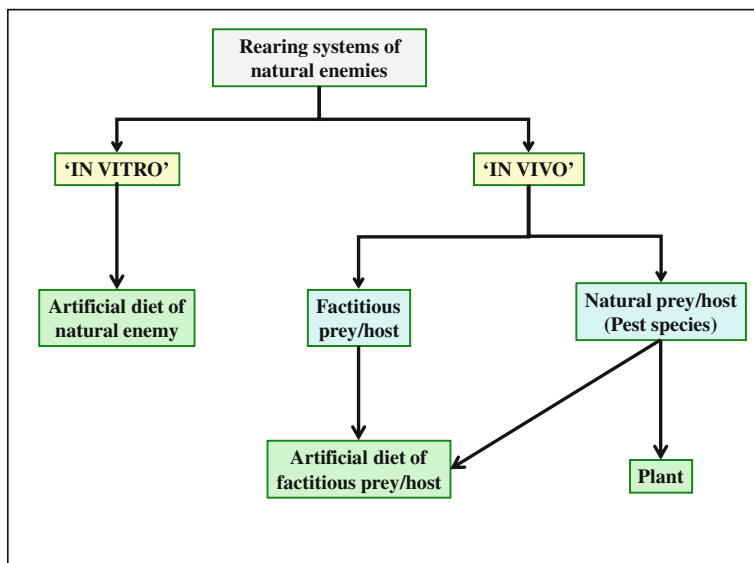 Rearing systems of
natural enemies
‘IN VITRO’
‘IN VIVO’
Artificial diet of
natural enemy
Factitious
prey/host
Natural prey/host
(Pest species)
Artificial diet of
factitious prey/host
Plant